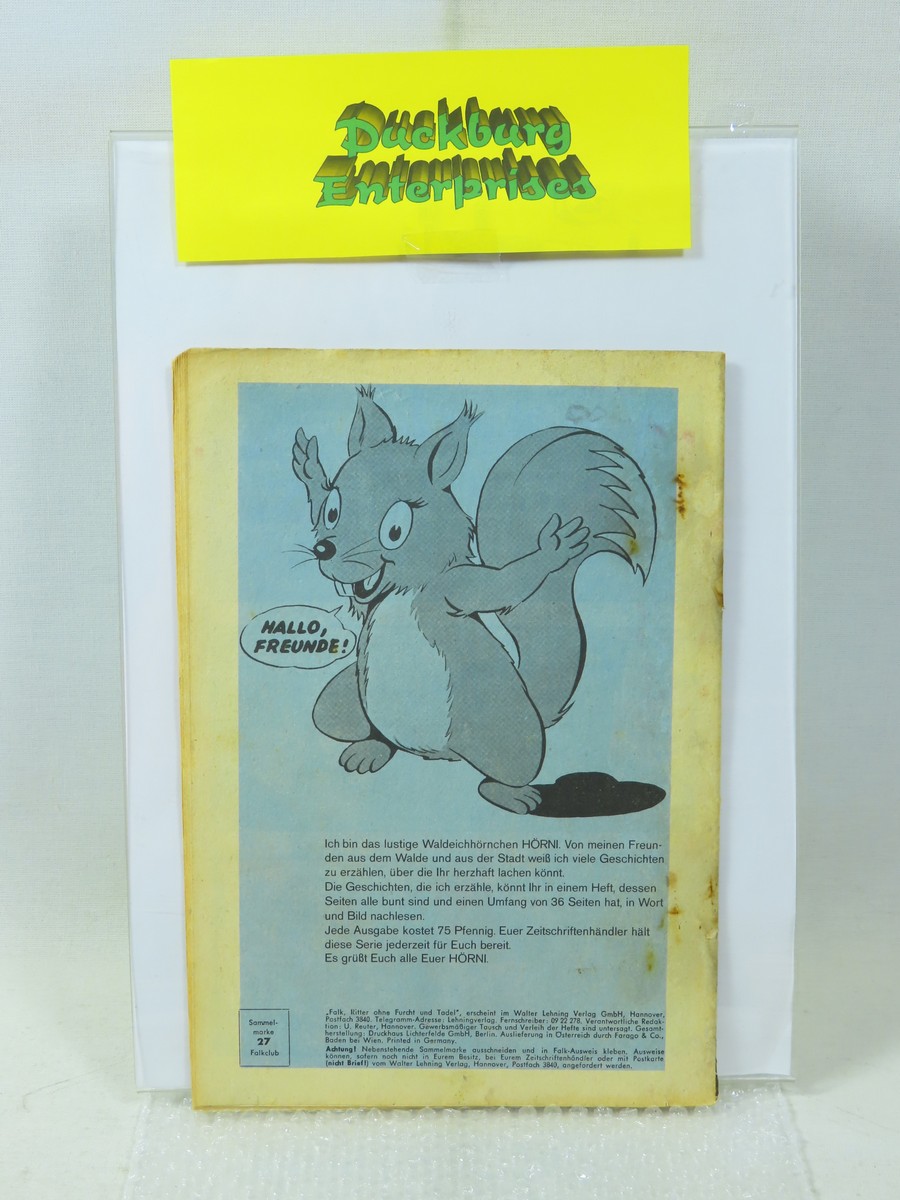 Duckburg
Enterprises
HALLO,
FREUNDE!
Ich bin das lustige Waldeichhörnchen HÖRNI. Von meinen Freun-
den aus dem Walde und aus der Stadt weiß ich viele Geschichten
zu erzählen, über die Ihr herzhaft lachen könnt.
Die Geschichten, die ich erzähle, könnt Ihr in einem Heft, dessen
Seiten alle bunt sind und einen Umfang von 36 Seiten hat, in Wort
und Bild nachlesen.
Jede Ausgabe kostet 75 Pfennig. Euer Zeitschriftenhändler hält
diese Serie jederzeit für Euch bereit.
Es grüßt Euch alle Euer HÖRNI.
Sammel-
marke
27
Falkclub
„Falk, Ritter ohne Furcht und Tadel", erscheint im Walter Lehning Verlag GmbH, Hannover,
Postfach 3840. Telegramm-Adresse: Lehningverlag. Fernschreiber: 09 22 278. Verantwortliche Redak-
tion: U. Reuter, Hannover. Gewerbsmäßiger Tausch und Verleih der Hefte sind untersagt. Gesamt-
herstellung: Druckhaus Lichterfelde GmbH, Berlin. Auslieferung in Österreich durch Farago & Co.,
Baden bei Wien. Printed in Germany.
Achtung! Nebenstehende Sammelmarke ausschneiden und in Falk-Ausweis kleben. Ausweise
können, sofern noch nicht in Eurem Besitz, bei Eurem Zeitschriftenhändler oder mit Postkarte
(nicht Brief!) vom Walter Lehning Verlag, Hannover, Postfach 3840, angefordert werden.